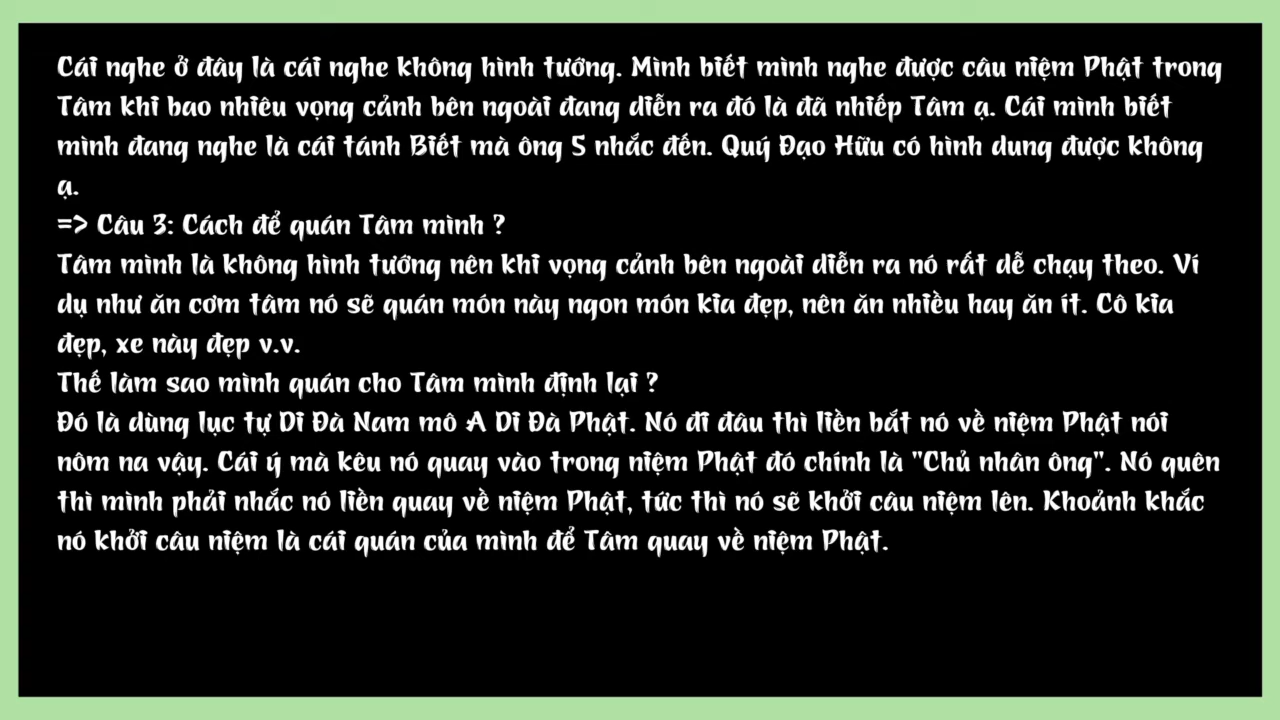 Cái nghe ở đây là cái nghe không hình tướng. Mình biết mình nghe được câu niệm Phật trong
Tâm khi bao nhiêu vọng cảnh bên ngoài đang diễn ra đó là đã nhiếp Tâm ạ. Cái mình biết
mình đang nghe là cái tánh Biết mà ông S nhắc đến. Quý Đạo Hữu có hình dung được không
ạ.
=> Câu 3: Cách để quán Tâm mình ?
Tâm mình là không hình tướng nên khi vọng cảnh bên ngoài diễn ra nó rất dễ chạy theo. Ví
dụ như ăn cơm tâm nó sẽ quán món này ngon món kia đẹp, nên ăn nhiều hay ăn ít. Cô kia
đẹp, xe này đẹp v.v.
Thế làm sao mình quán cho Tâm mình định lại ?
Đó là dùng lục tự Di Đà Nam mô A Di Đà Phật. Nó đi đâu thì liền bắt nó về niệm Phật nói
nôm na vậy. Cái ý mà kêu nó quay vào trong niệm Phật đó chính là "Chủ nhân ông". Nó quên
thì mình phải nhắc nó liền quay về niệm Phật, tức thì nó sẽ khởi câu niệm lên. Khoảnh khắc
nó khởi câu niệm là cái quán của mình để Tâm quay về niệm Phật.